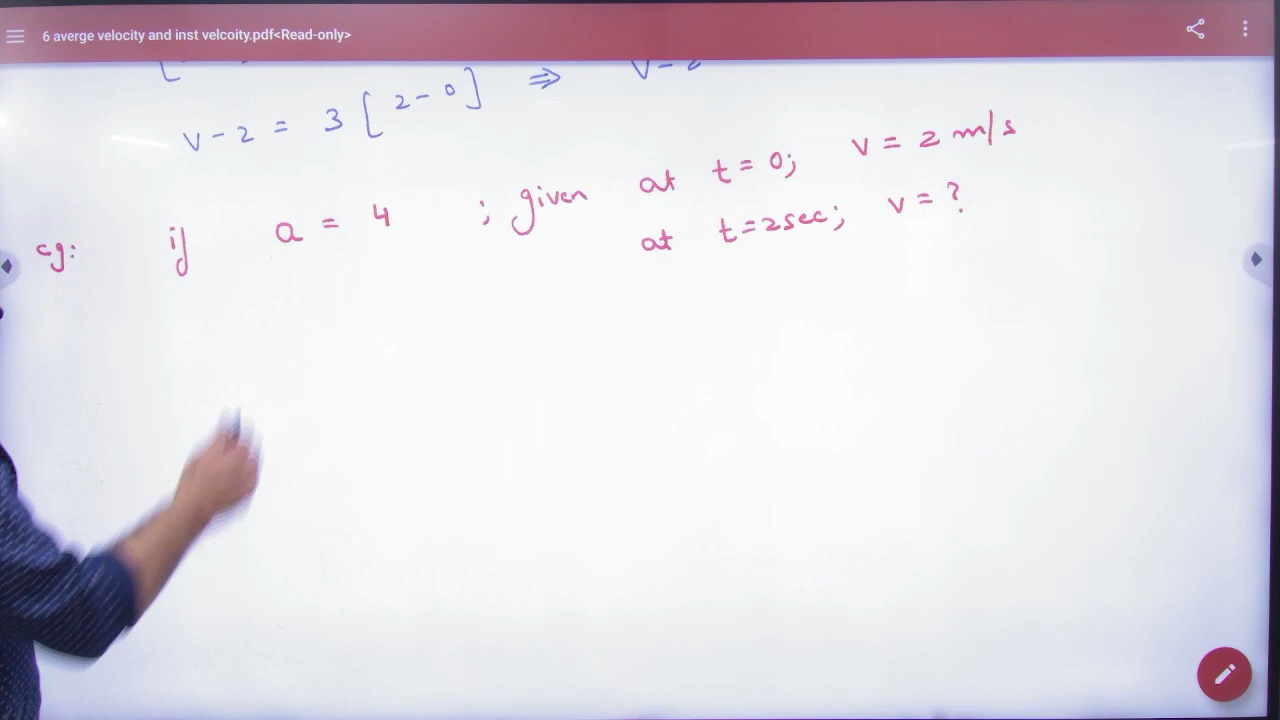 6 averge velocity and inst velcoity.pdf<Read-only>
v - 2 = 3 [2 - 0] ⇒ v - 2
eg: if a = 4 ; given at t = 0; v = 2 m/s
at t = 2sec; v = ?